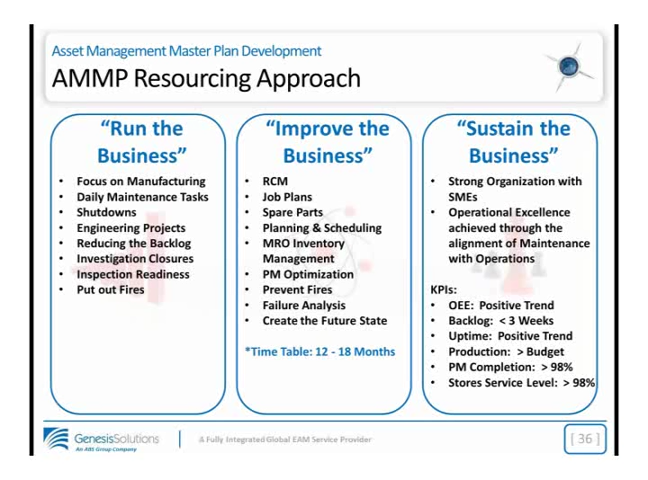 Asset Management Master Plan Development
AMMP Resourcing Approach
“Run the
Business”
• Focus on Manufacturing
• Daily Maintenance Tasks
• Shutdowns
• Engineering Projects
• Reducing the Backlog
• Investigation Closures
• Inspection Readiness
• Put out Fires
“Improve the
Business”
• RCM
• Job Plans
• Spare Parts
• Planning & Scheduling
• MRO Inventory
Management
• PM Optimization
• Prevent Fires
• Failure Analysis
• Create the Future State
*Time Table: 12 - 18 Months
“Sustain the
Business”
• Strong Organization with
SMEs
• Operational Excellence
achieved through the
alignment of Maintenance
with Operations
KPIs:
• OEE: Positive Trend
• Backlog: < 3 Weeks
• Uptime: Positive Trend
• Production: > Budget
• PM Completion: > 98%
• Stores Service Level: > 98%
GenesisSolutions
An ABS Group Company
A Fully Integrated Global EAM Service Provider
[ 36 ]